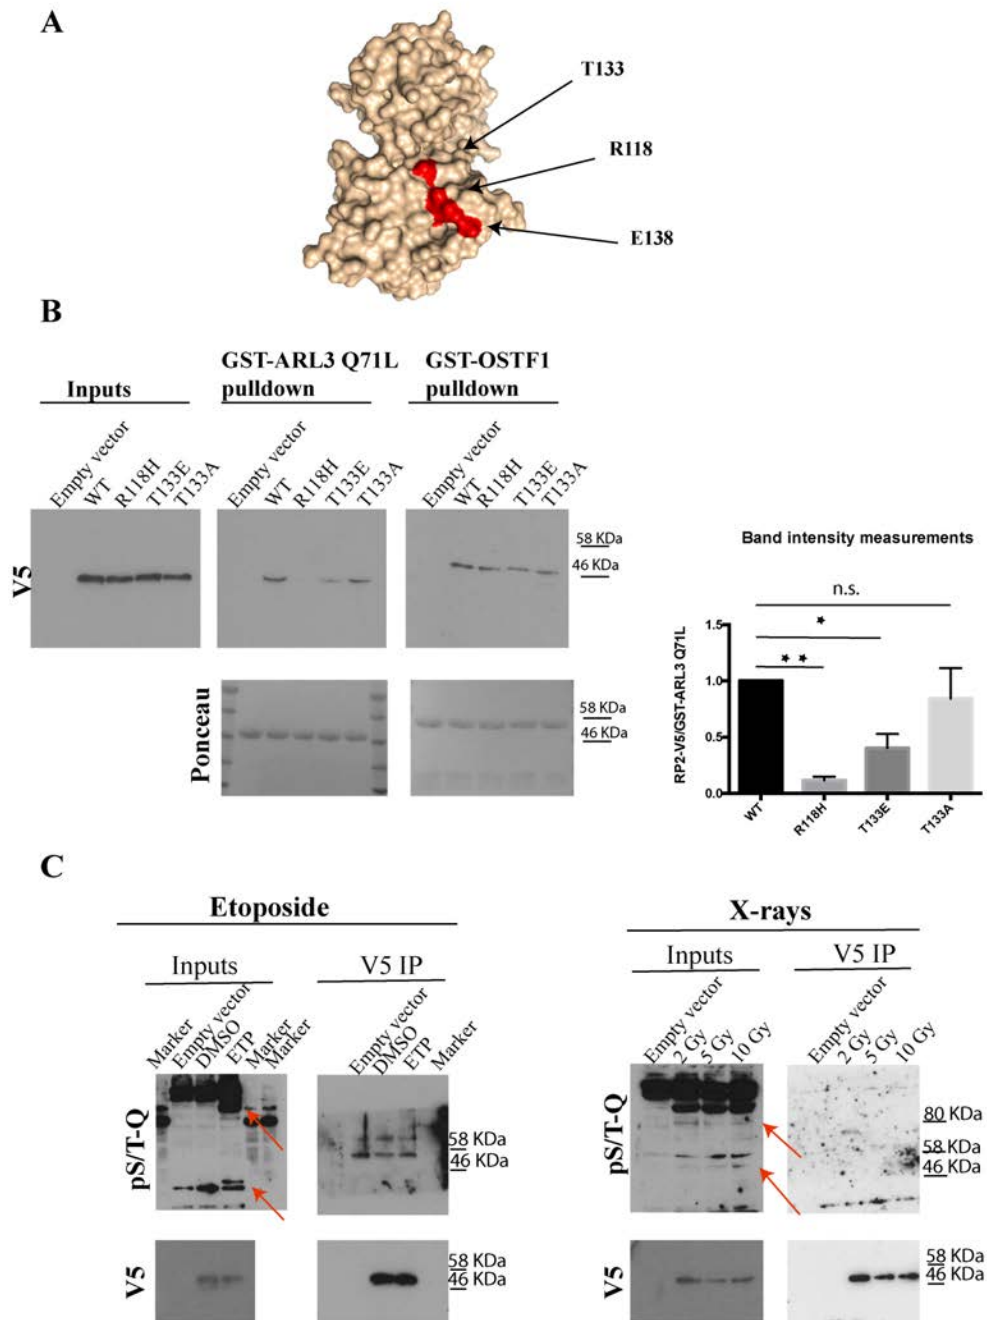 A
T133
R118
E138
B
Inputs
GST-ARL3 Q71L
pulldown
GST-OSTF1
pulldown
Empty vector
WT
R118H
T133E
T133A
Empty vector
WT
R118H
T133E
T133A
Empty vector
WT
R118H
T133E
T133A
V5
58 KDa
46 KDa
Ponceau
58 KDa
46 KDa
Band intensity measurements
n.s.
RP2-V5/GST-ARL3 Q71L
1.5
1.0
0.5
0.0
WT
R118H
T133E
T133A
C
Etoposide
Inputs
V5 IP
Marker
Empty vector
DMSO
ETP
Marker
Marker
Empty vector
DMSO
ETP
Marker
pS/T-Q
58 KDa
46 KDa
V5
58 KDa
46 KDa
X-rays
Inputs
V5 IP
Empty vector
2 Gy
5 Gy
10 Gy
Empty vector
2 Gy
5 Gy
10 Gy
pS/T-Q
80 KDa
58 KDa
46 KDa
V5
58 KDa
46 KDa